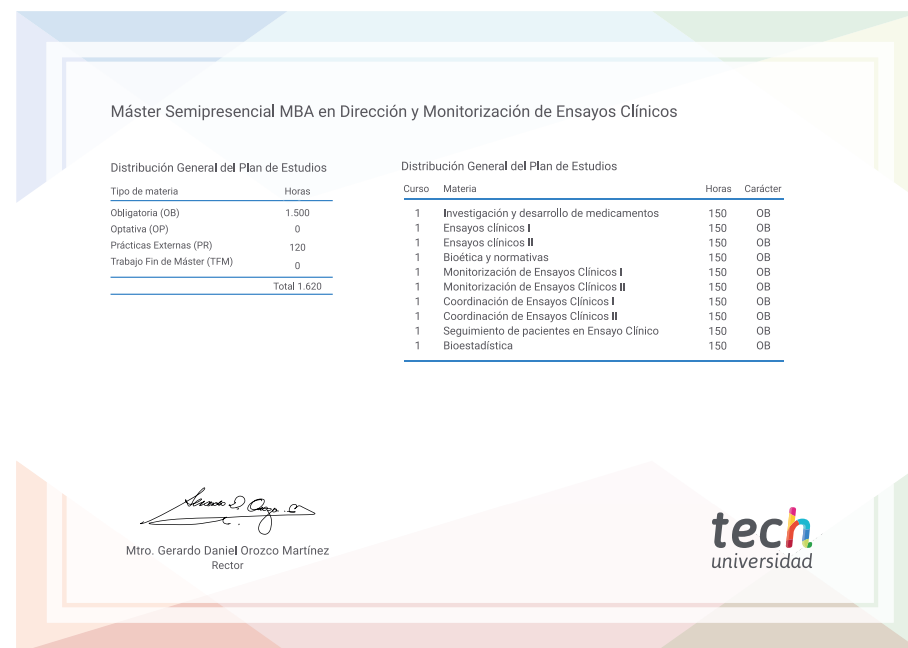 Máster Semipresencial MBA en Dirección y Monitorización de Ensayos Clínicos
Distribución General del Plan de Estudios
Tipo de materia Horas
Obligatoria (OB) 1.500
Optativa (OP) 0
Prácticas Externas (PR) 120
Trabajo Fin de Máster (TFM) 0
Total 1.620
Distribución General del Plan de Estudios
Curso Materia Horas Carácter
1 Investigación y desarrollo de medicamentos 150 OB
1 Ensayos clínicos I 150 OB
1 Ensayos clínicos II 150 OB
1 Bioética y normativas 150 OB
1 Monitorización de Ensayos Clínicos I 150 OB
1 Monitorización de Ensayos Clínicos II 150 OB
1 Coordinación de Ensayos Clínicos I 150 OB
1 Coordinación de Ensayos Clínicos II 150 OB
1 Seguimiento de pacientes en Ensayo Clínico 150 OB
1 Bioestadística 150 OB
Mtro. Gerardo Daniel Orozco Martínez
Rector
tech
universidad